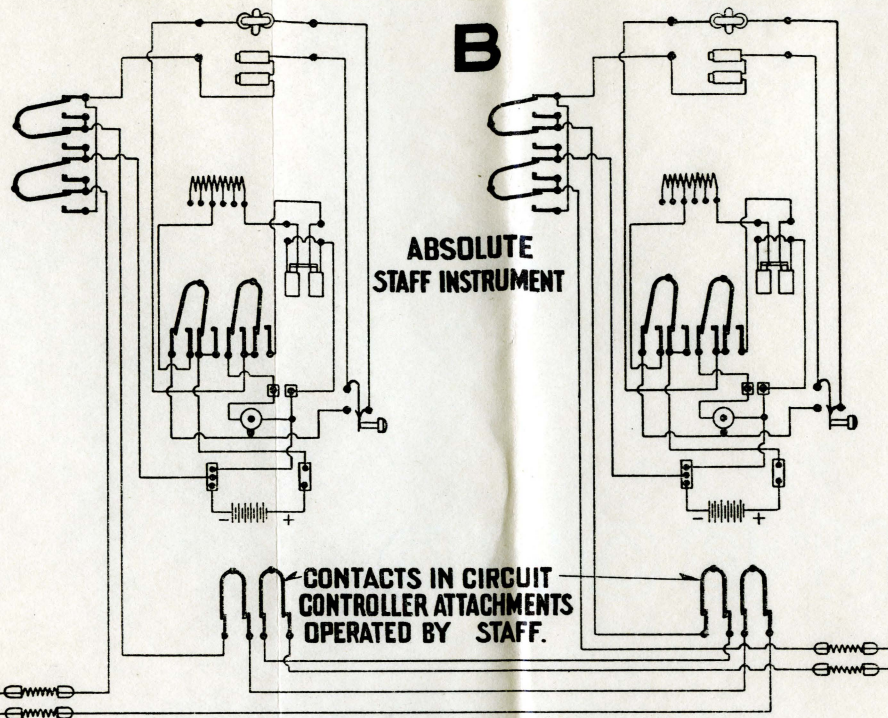 B
ABSOLUTE
STAFF INSTRUMENT
- +
- +
CONTACTS IN CIRCUIT
CONTROLLER ATTACHMENTS
OPERATED BY STAFF.